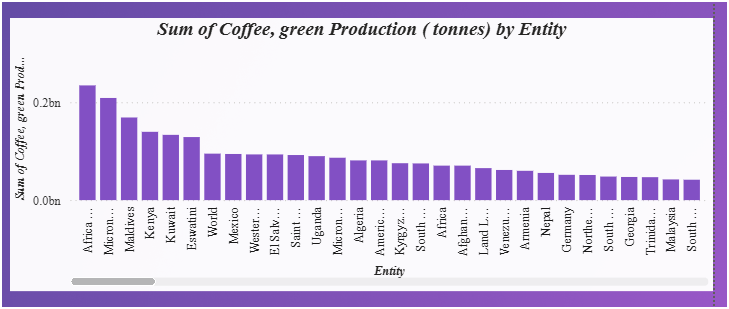 Sum of Coffee, green Production ( tonnes) by Entity
Sum of Coffee, green Prod...
0.2bn
0.0bn
Africa ...
Micron...
Maldives
Kenya
Kuwait
Eswatini
World
Mexico
Wester...
El Salv...
Saint ...
Uganda
Micron...
Algeria
Americ...
Kyrgyz...
South ...
Africa
Afghan...
Land L...
Venezu...
Armenia
Nepal
Germany
Northe...
South ...
Georgia
Trinida...
Malaysia
South ...
Entity